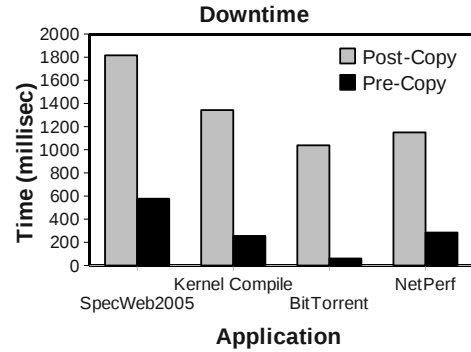 Downtime
2000
1800
1600
1400
1200
1000
800
600
400
200
0
Time (millisec)
Post-Copy
Pre-Copy
Kernel Compile
NetPerf
SpecWeb2005
BitTorrent
Application